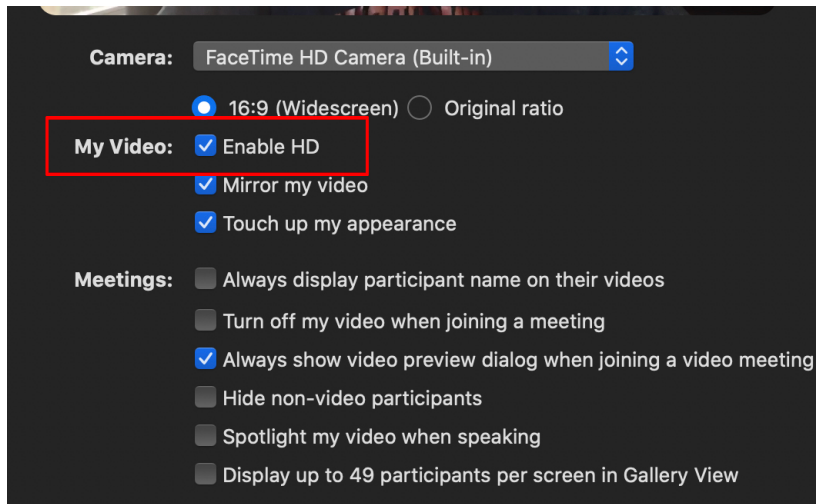 Camera: FaceTime HD Camera (Built-in)
16:9 (Widescreen) Original ratio
My Video: Enable HD
Mirror my video
Touch up my appearance
Meetings: Always display participant name on their videos
Turn off my video when joining a meeting
Always show video preview dialog when joining a video meeting
Hide non-video participants
Spotlight my video when speaking
Display up to 49 participants per screen in Gallery View